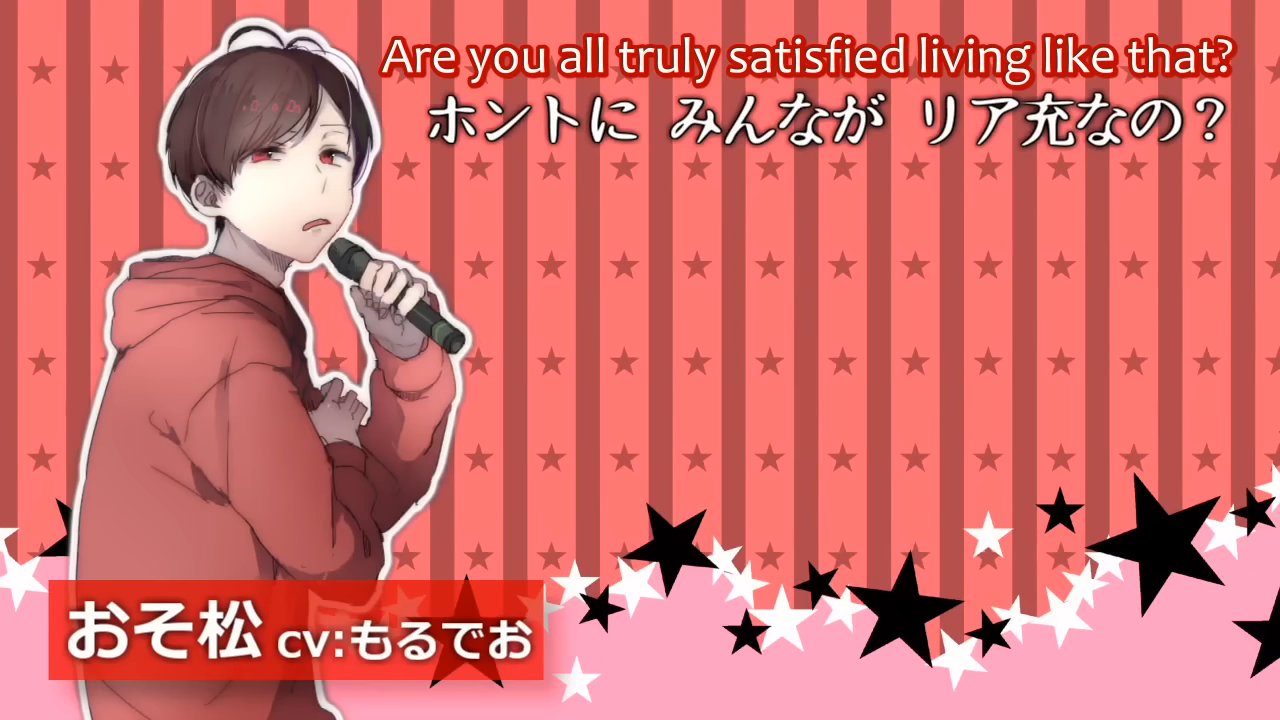 Are you all truly satisfied living like that?
ホントに みんなが リア充なの？
おそ松 cv:もるでお